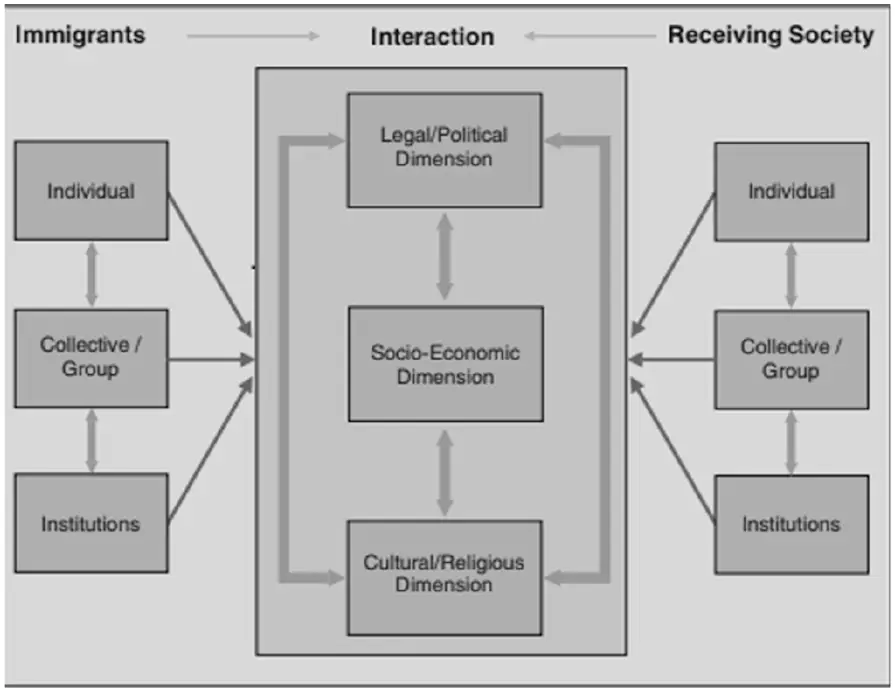 Immigrants
Interaction
Receiving Society
Individual
Collective /
Group
Institutions
Legal/Political
Dimension
Socio-Economic
Dimension
Cultural/Religious
Dimension
Individual
Collective /
Group
Institutions